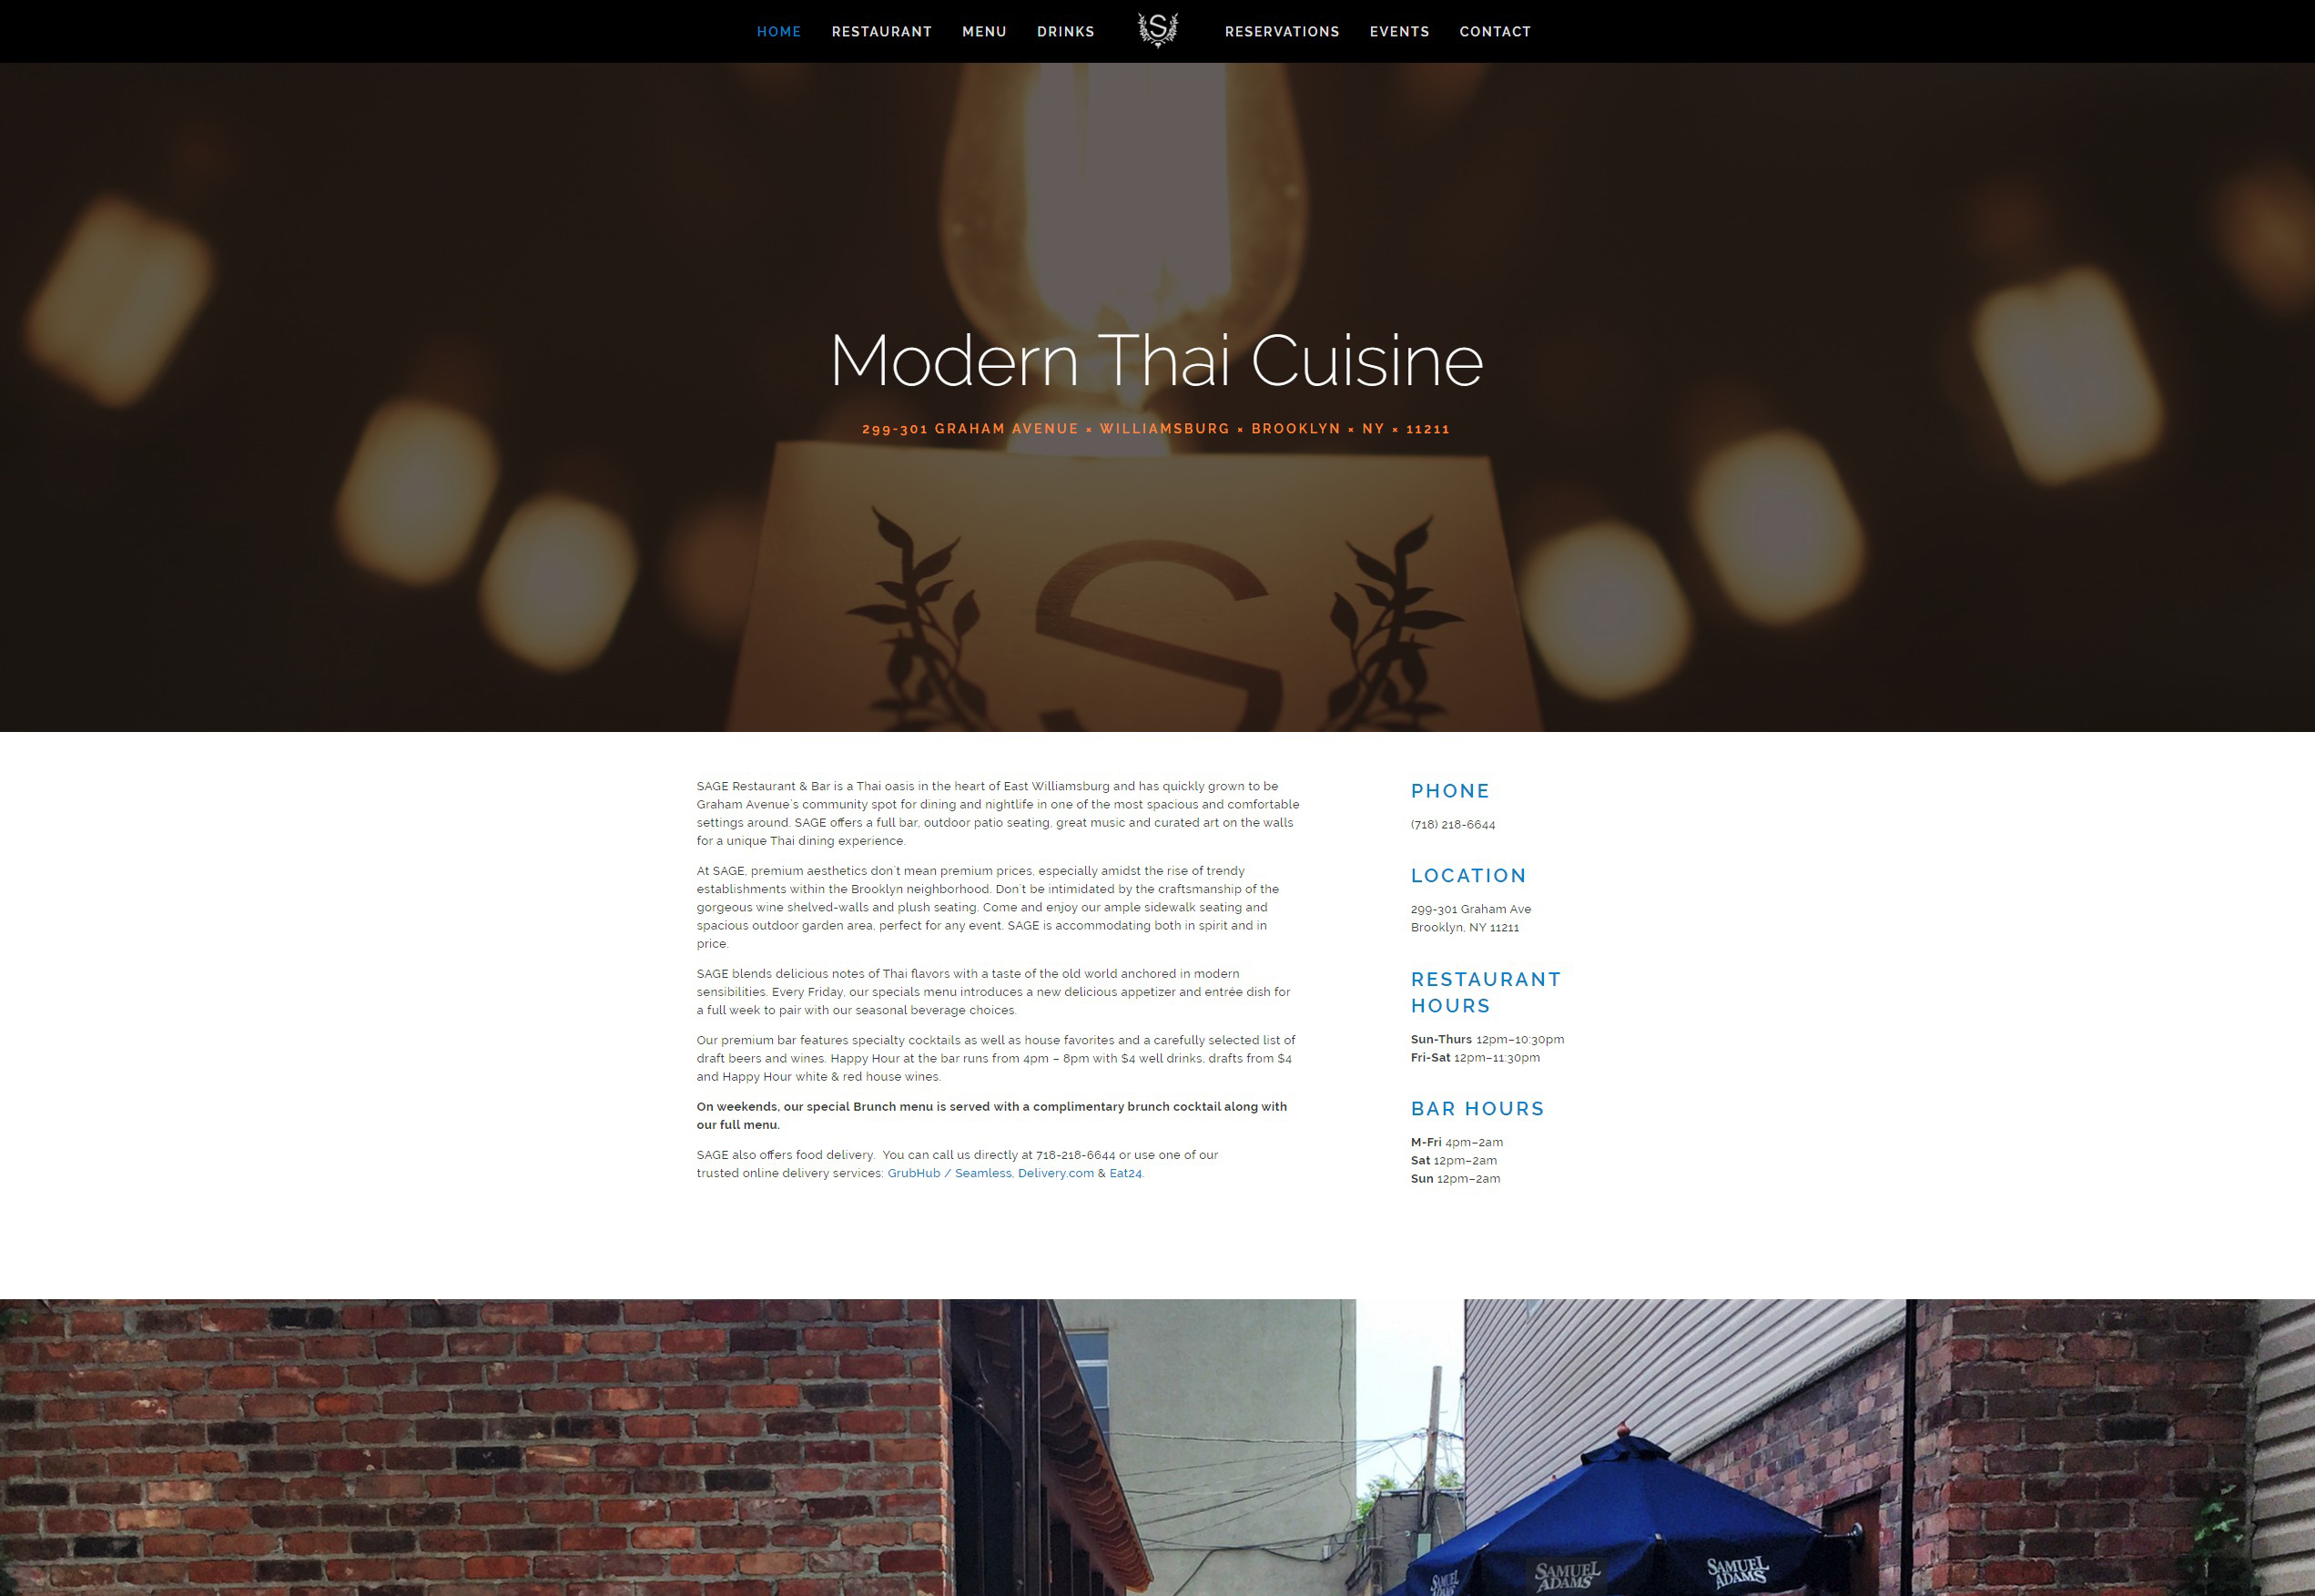 HOME RESTAURANT MENU DRINKS S RESERVATIONS EVENTS CONTACT
Modern Thai Cuisine
299-301 GRAHAM AVENUE × WILLIAMSBURG × BROOKLYN × NY × 11211
S
SAGE Restaurant & Bar is a Thai oasis in the heart of East Williamsburg and has quickly grown to be
Graham Avenue's community spot for dining and nightlife in one of the most spacious and comfortable
settings around. SAGE offers a full bar, outdoor patio seating, great music and curated art on the walls
for a unique Thai dining experience.
At SAGE, premium aesthetics don't mean premium prices, especially amidst the rise of trendy
establishments within the Brooklyn neighborhood. Don't be intimidated by the craftsmanship of the
gorgeous wine shelved-walls and plush seating. Come and enjoy our ample sidewalk seating and
spacious outdoor garden area, perfect for any event. SAGE is accommodating both in spirit and in
price.
SAGE blends delicious notes of Thai flavors with a taste of the old world anchored in modern
sensibilities. Every Friday, our specials menu introduces a new delicious appetizer and entrée dish for
a full week to pair with our seasonal beverage choices.
Our premium bar features specialty cocktails as well as house favorites and a carefully selected list of
draft beers and wines. Happy Hour at the bar runs from 4pm – 8pm with $4 well drinks, drafts from $4
and Happy Hour white & red house wines.
On weekends, our special Brunch menu is served with a complimentary brunch cocktail along with
our full menu.
SAGE also offers food delivery. You can call us directly at 718-218-6644 or use one of our
trusted online delivery services: GrubHub / Seamless, Delivery.com & Eat24.
PHONE
(718) 218-6644
LOCATION
299-301 Graham Ave
Brooklyn, NY 11211
RESTAURANT
HOURS
Sun-Thurs 12pm–10:30pm
Fri-Sat 12pm–11:30pm
BAR HOURS
M-Fri 4pm–2am
Sat 12pm–2am
Sun 12pm–2am
SAMUEL
ADAMS
SAMUEL
ADAMS
SAMUEL
ADAMS